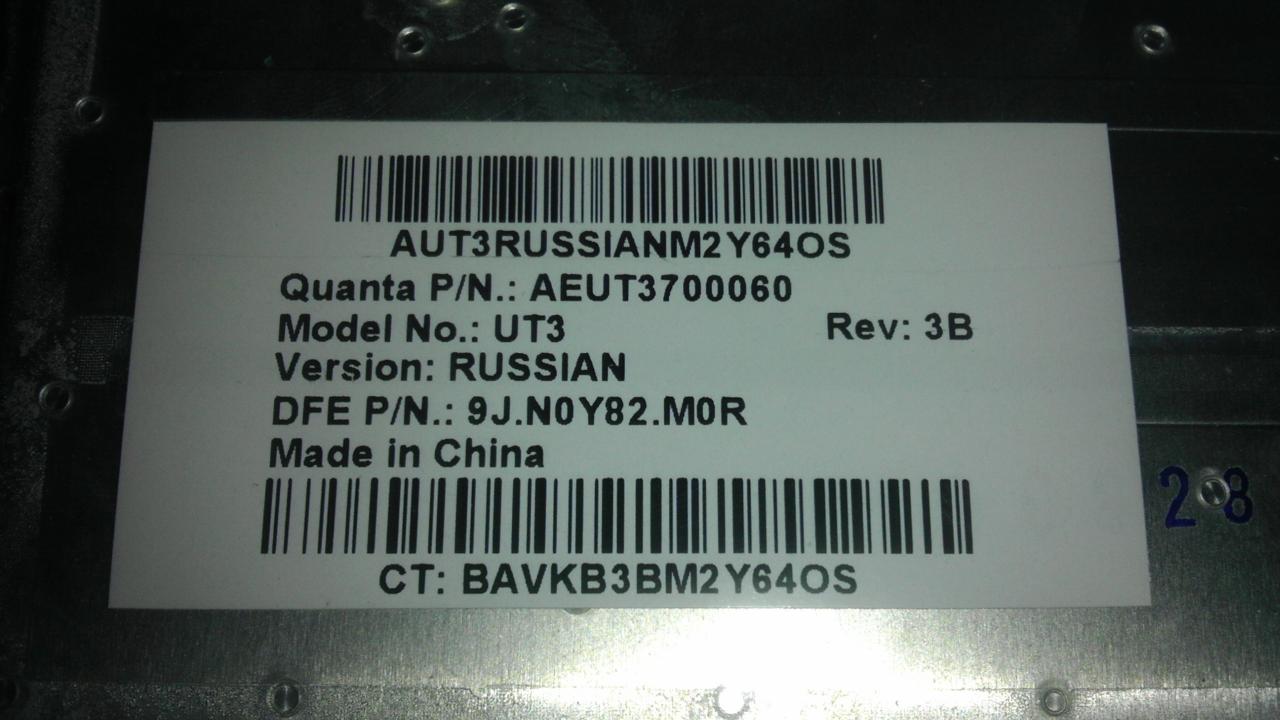 AUT3RUSSIANM2Y64OS
Quanta P/N.: AEUT3700060
Model No.: UT3 Rev: 3B
Version: RUSSIAN
DFE P/N.: 9J.N0Y82.M0R
Made in China
28
CT: BAVKB3BM2Y64OS